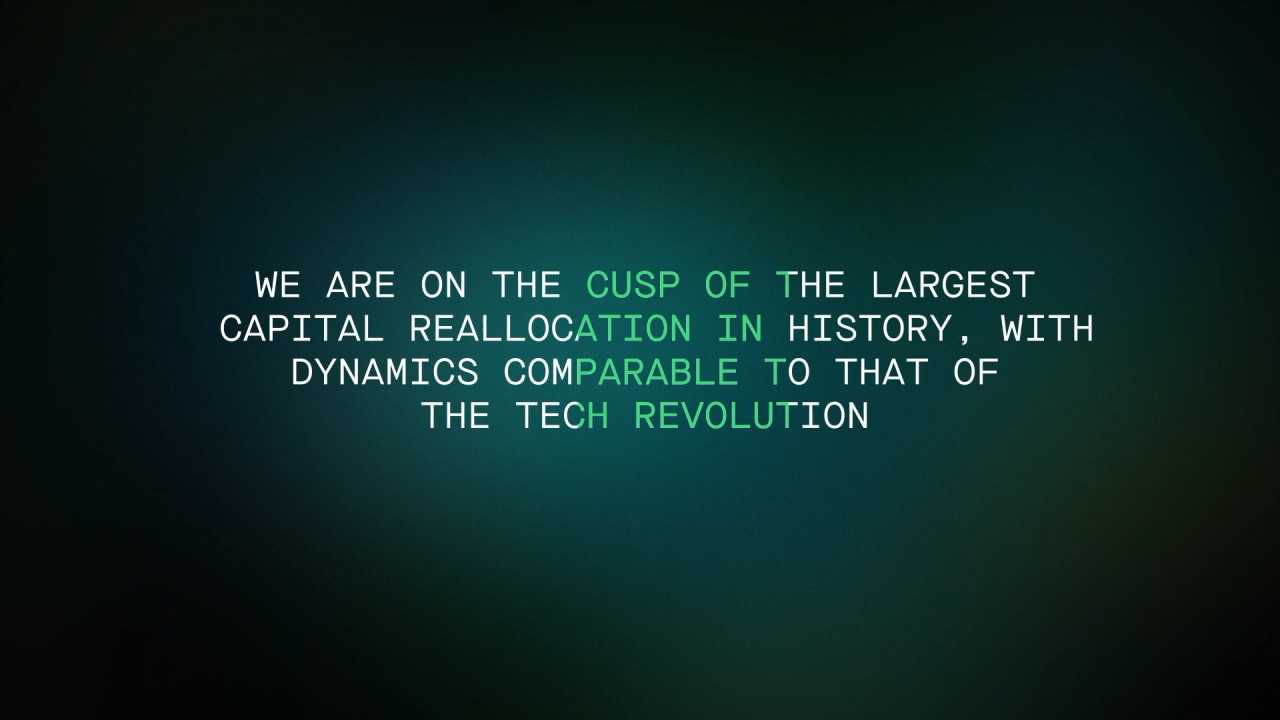 WE ARE ON THE CUSP OF THE LARGEST
CAPITAL REALLOCATION IN HISTORY, WITH
DYNAMICS COMPARABLE TO THAT OF
THE TECH REVOLUTION